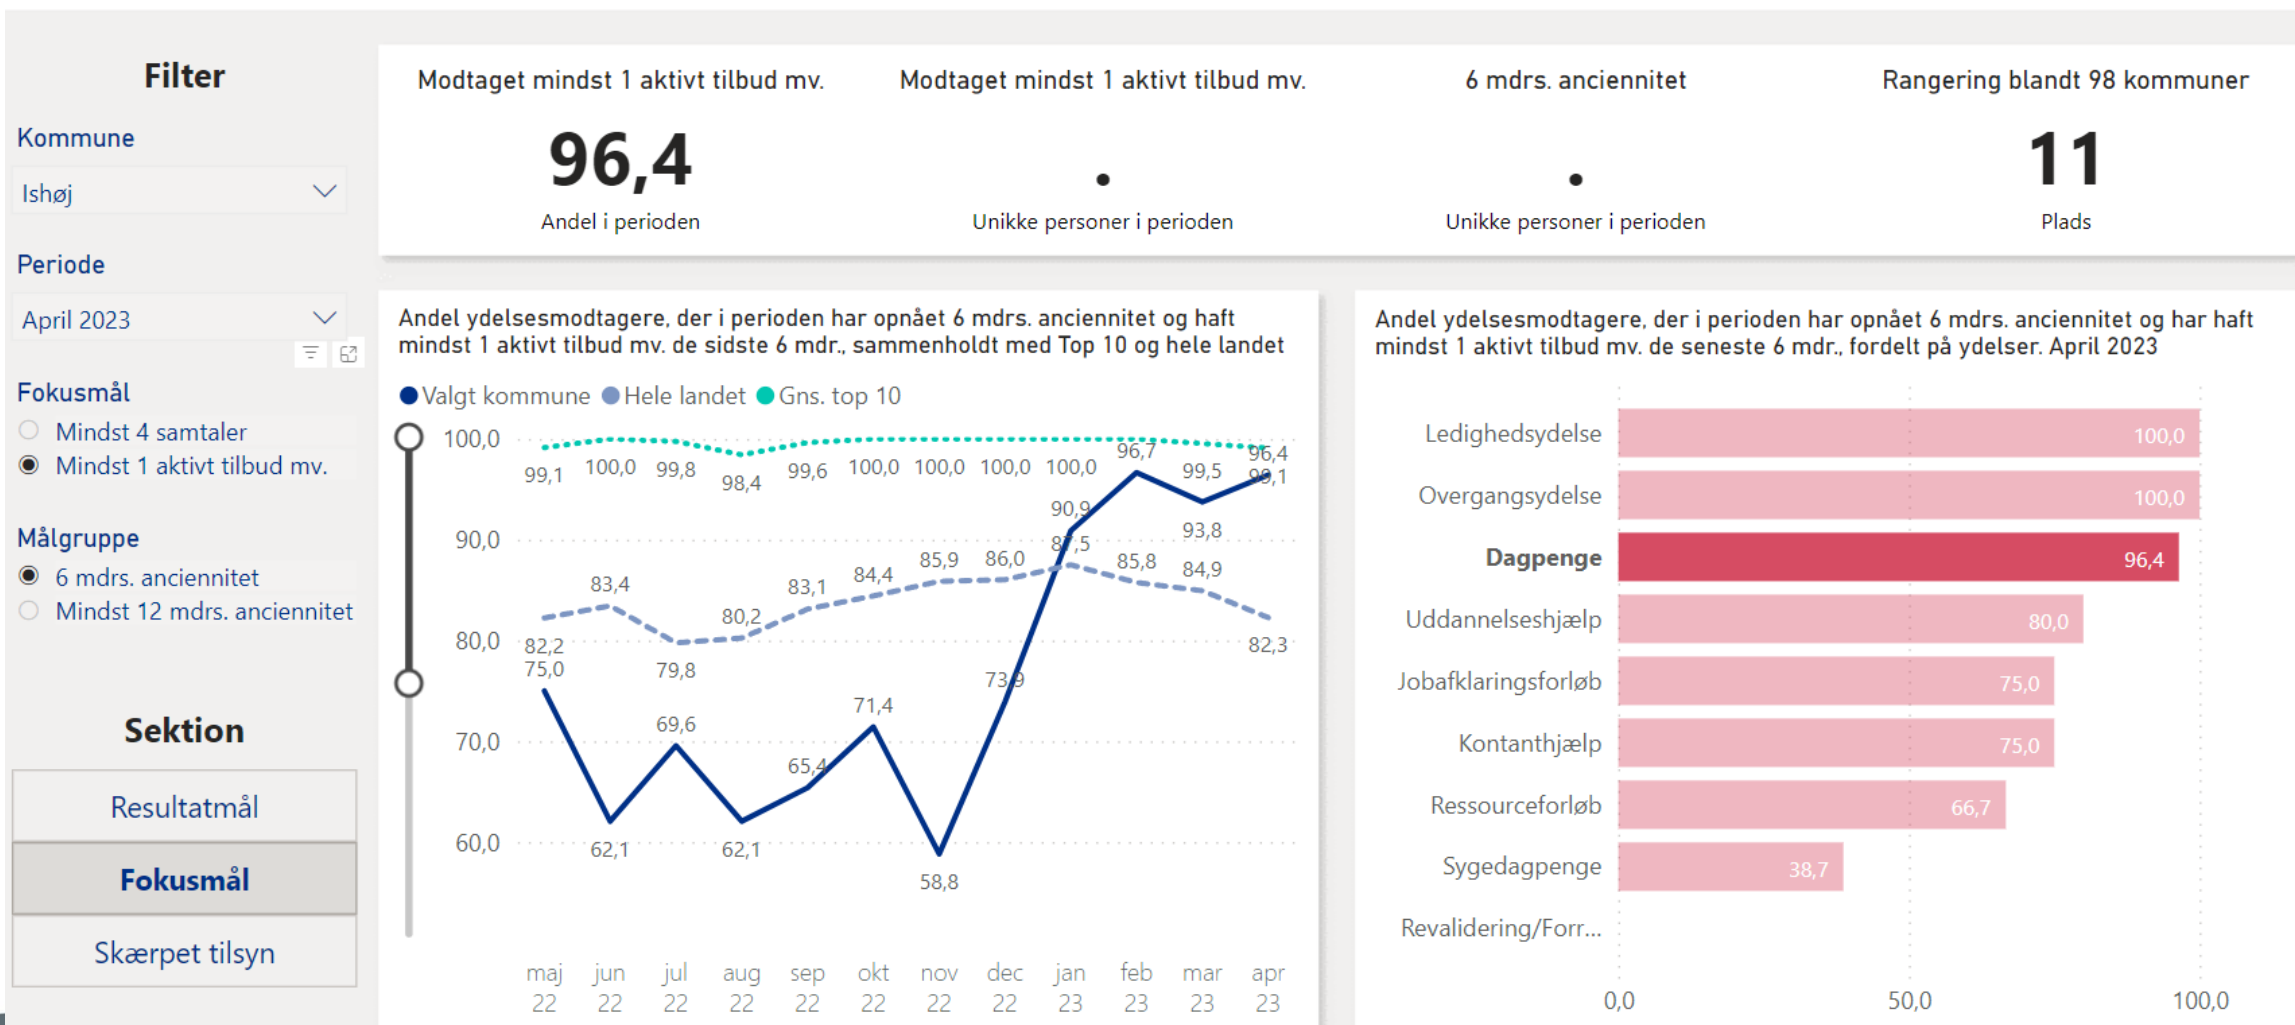 Filter
Kommune
Ishøj
Periode
April 2023
Fokusmål
Mindst 4 samtaler
Mindst 1 aktivt tilbud mv.
Målgruppe
6 mdrs. anciennitet
Mindst 12 mdrs. anciennitet
Sektion
Resultatmål
Fokusmål
Skærpet tilsyn
Modtaget mindst 1 aktivt tilbud mv.
96,4
Andel i perioden
Modtaget mindst 1 aktivt tilbud mv.
.
Unikke personer i perioden
6 mdrs. anciennitet
.
Unikke personer i perioden
Rangering blandt 98 kommuner
11
Plads
Andel ydelsesmodtagere, der i perioden har opnået 6 mdrs. anciennitet og haft
mindst 1 aktivt tilbud mv. de sidste 6 mdr., sammenholdt med Top 10 og hele landet
Valgt kommune Hele landet Gns. top 10
100,0
90,0
80,0
70,0
60,0
99,1 100,0 99,8 98,4 99,6 100,0 100,0 100,0 100,0 99,5 99,1
82,2 83,4 79,8 80,2 83,1 84,4 85,9 86,0 87,5 85,8 84,9 82,3
75,0 62,1 69,6 62,1 65,4 71,4 58,8 73,9 90,9 96,7 93,8 96,4
maj jun jul aug sep okt nov dec jan feb mar apr
22 22 22 22 22 22 22 22 23 23 23 23
Andel ydelsesmodtagere, der i perioden har opnået 6 mdrs. anciennitet og har haft
mindst 1 aktivt tilbud mv. de seneste 6 mdr., fordelt på ydelser. April 2023
Ledighedsydelse 100,0
Overgangsydelse 100,0
Dagpenge 96,4
Uddannelseshjælp 80,0
Jobafklaringsforløb 75,0
Kontanthjælp 75,0
Ressourceforløb 66,7
Sygedagpenge 38,7
Revalidering/Forr...
0,0 50,0 100,0